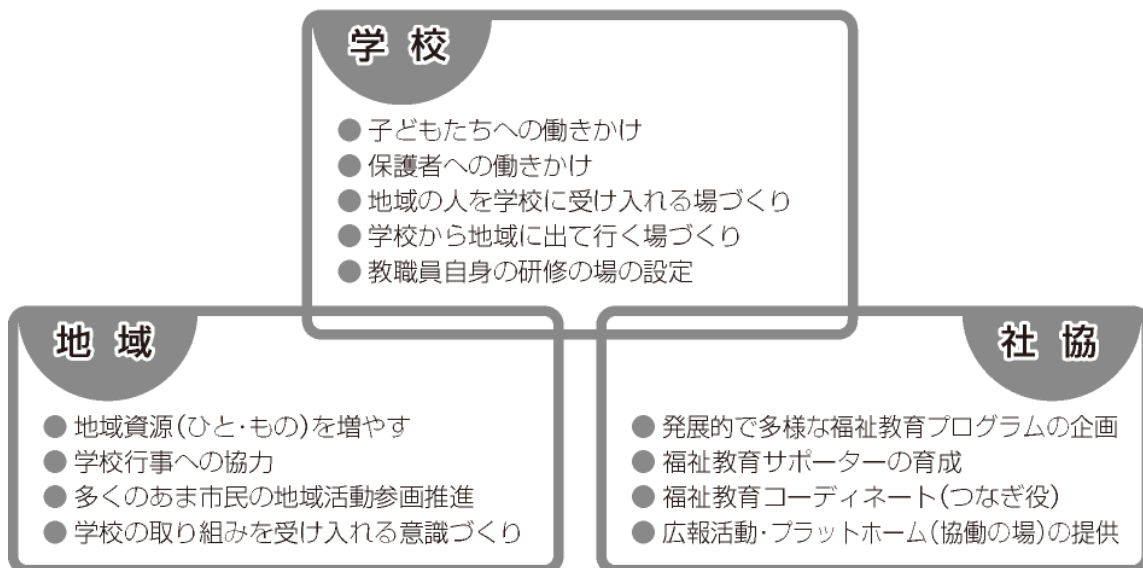 学校
● 子どもたちへの働きかけ
● 保護者への働きかけ
● 地域の人を学校に受け入れる場づくり
● 学校から地域に出て行く場づくり
● 教職員自身の研修の場の設定
地域
● 地域資源(ひと・もの)を増やす
● 学校行事への協力
● 多くのあま市民の地域活動参画推進
● 学校の取り組みを受け入れる意識づくり
社協
● 発展的で多様な福祉教育プログラムの企画
● 福祉教育サポーターの育成
● 福祉教育コーディネート(つなぎ役)
● 広報活動・プラットホーム(協働の場)の提供